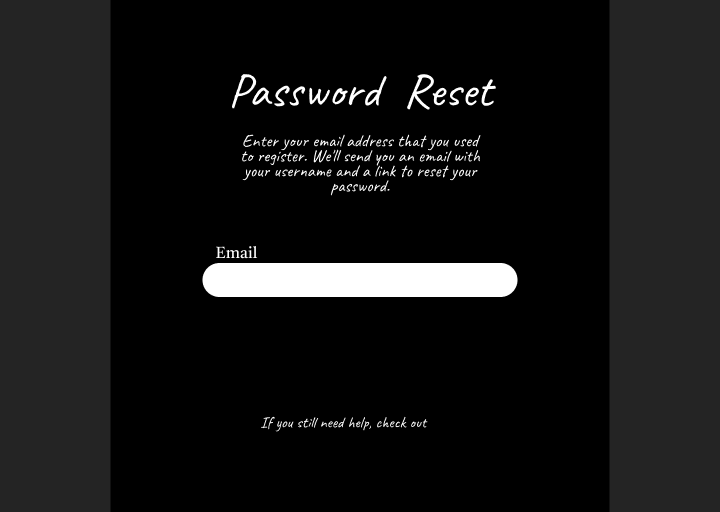 Password Reset
Enter your email address that you used
to register. We'll send you an email with
your username and a link to reset your
password.
Email
If you still need help, check out